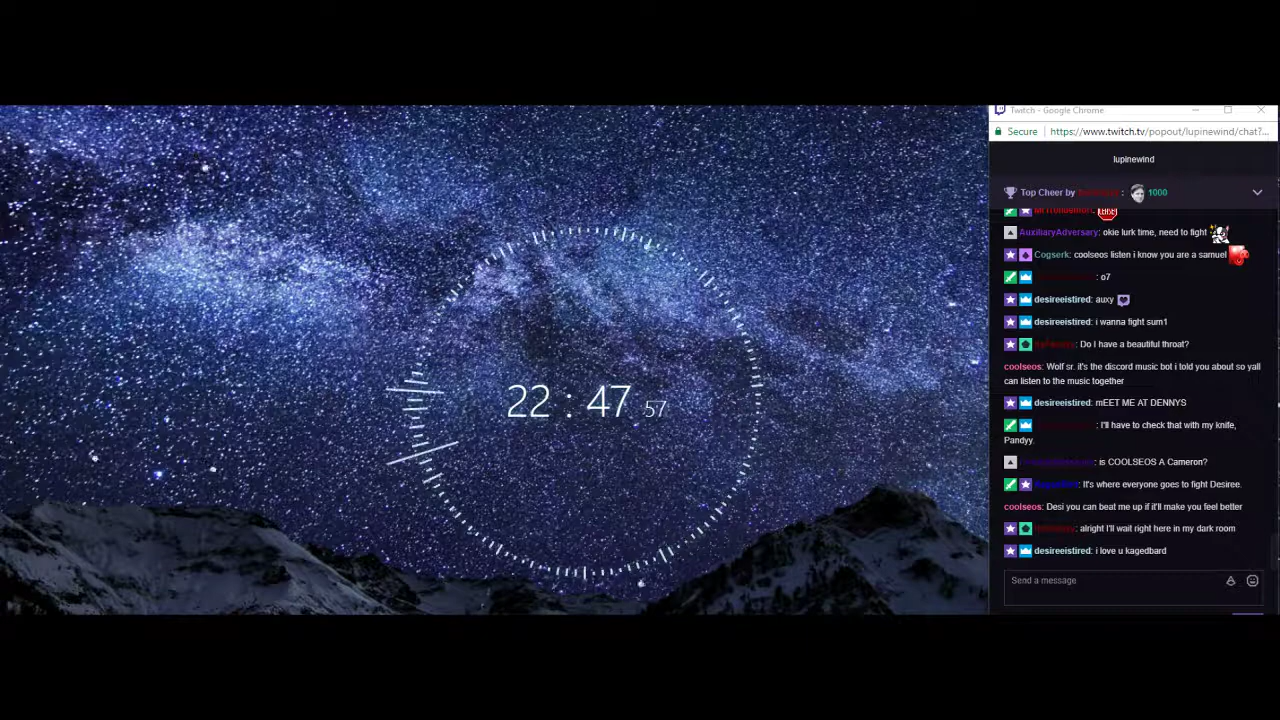 22 : 47 57
Twitch - Google Chrome
Secure https://www.twitch.tv/popout/lupinewind/chat?...
lupinewind
Top Cheer by : 1000
AuxiliaryAdversary: okie lurk time, need to fight
Cogserk: coolseos listen i know you are a samuel
: o7
desireeistired: auxy
desireeistired: i wanna fight sum1
: Do I have a beautiful throat?
coolseos: Wolf sr. it's the discord music bot i told you about so yall
can listen to the music together
desireeistired: mEET ME AT DENNYS
: I'll have to check that with my knife,
Pandyy.
: is COOLSEOS A Cameron?
: It's where everyone goes to fight Desiree.
coolseos: Desi you can beat me up if it'll make you feel better
: alright I'll wait right here in my dark room
desireeistired: i love u kagedbard
Send a message